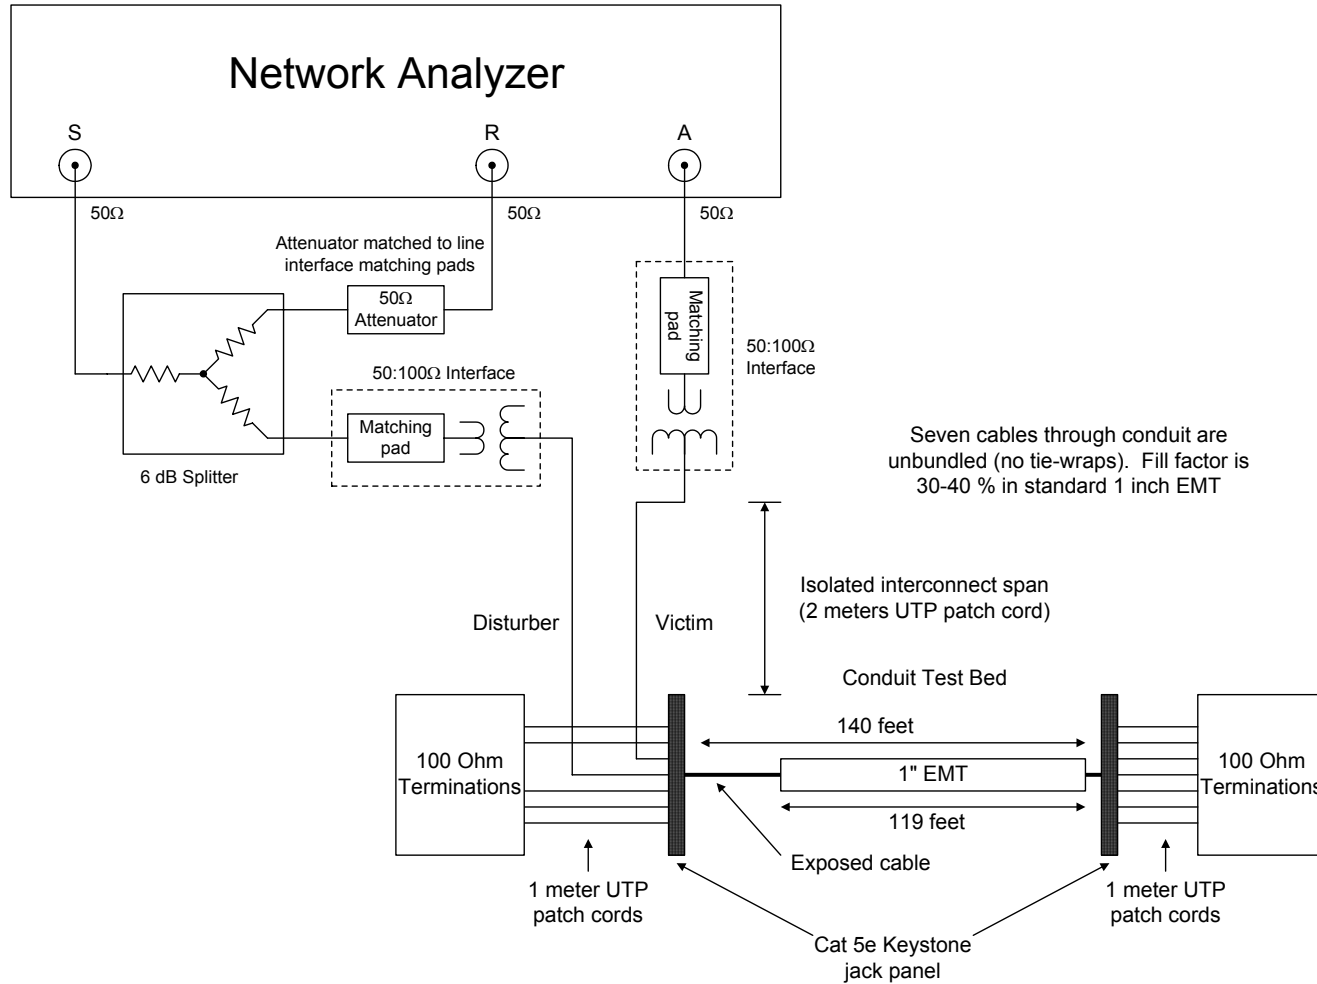 Network Analyzer
S
R
A
50Ω
50Ω
50Ω
Attenuator matched to line
interface matching pads
50Ω
Attenuator
Matching
pad
50:100Ω
Interface
50:100Ω Interface
Matching
pad
6 dB Splitter
Seven cables through conduit are
unbundled (no tie-wraps). Fill factor is
30-40 % in standard 1 inch EMT
Isolated interconnect span
(2 meters UTP patch cord)
Disturber
Victim
Conduit Test Bed
140 feet
100 Ohm
Terminations
1" EMT
100 Ohm
Terminations
119 feet
Exposed cable
1 meter UTP
patch cords
1 meter UTP
patch cords
Cat 5e Keystone
jack panel